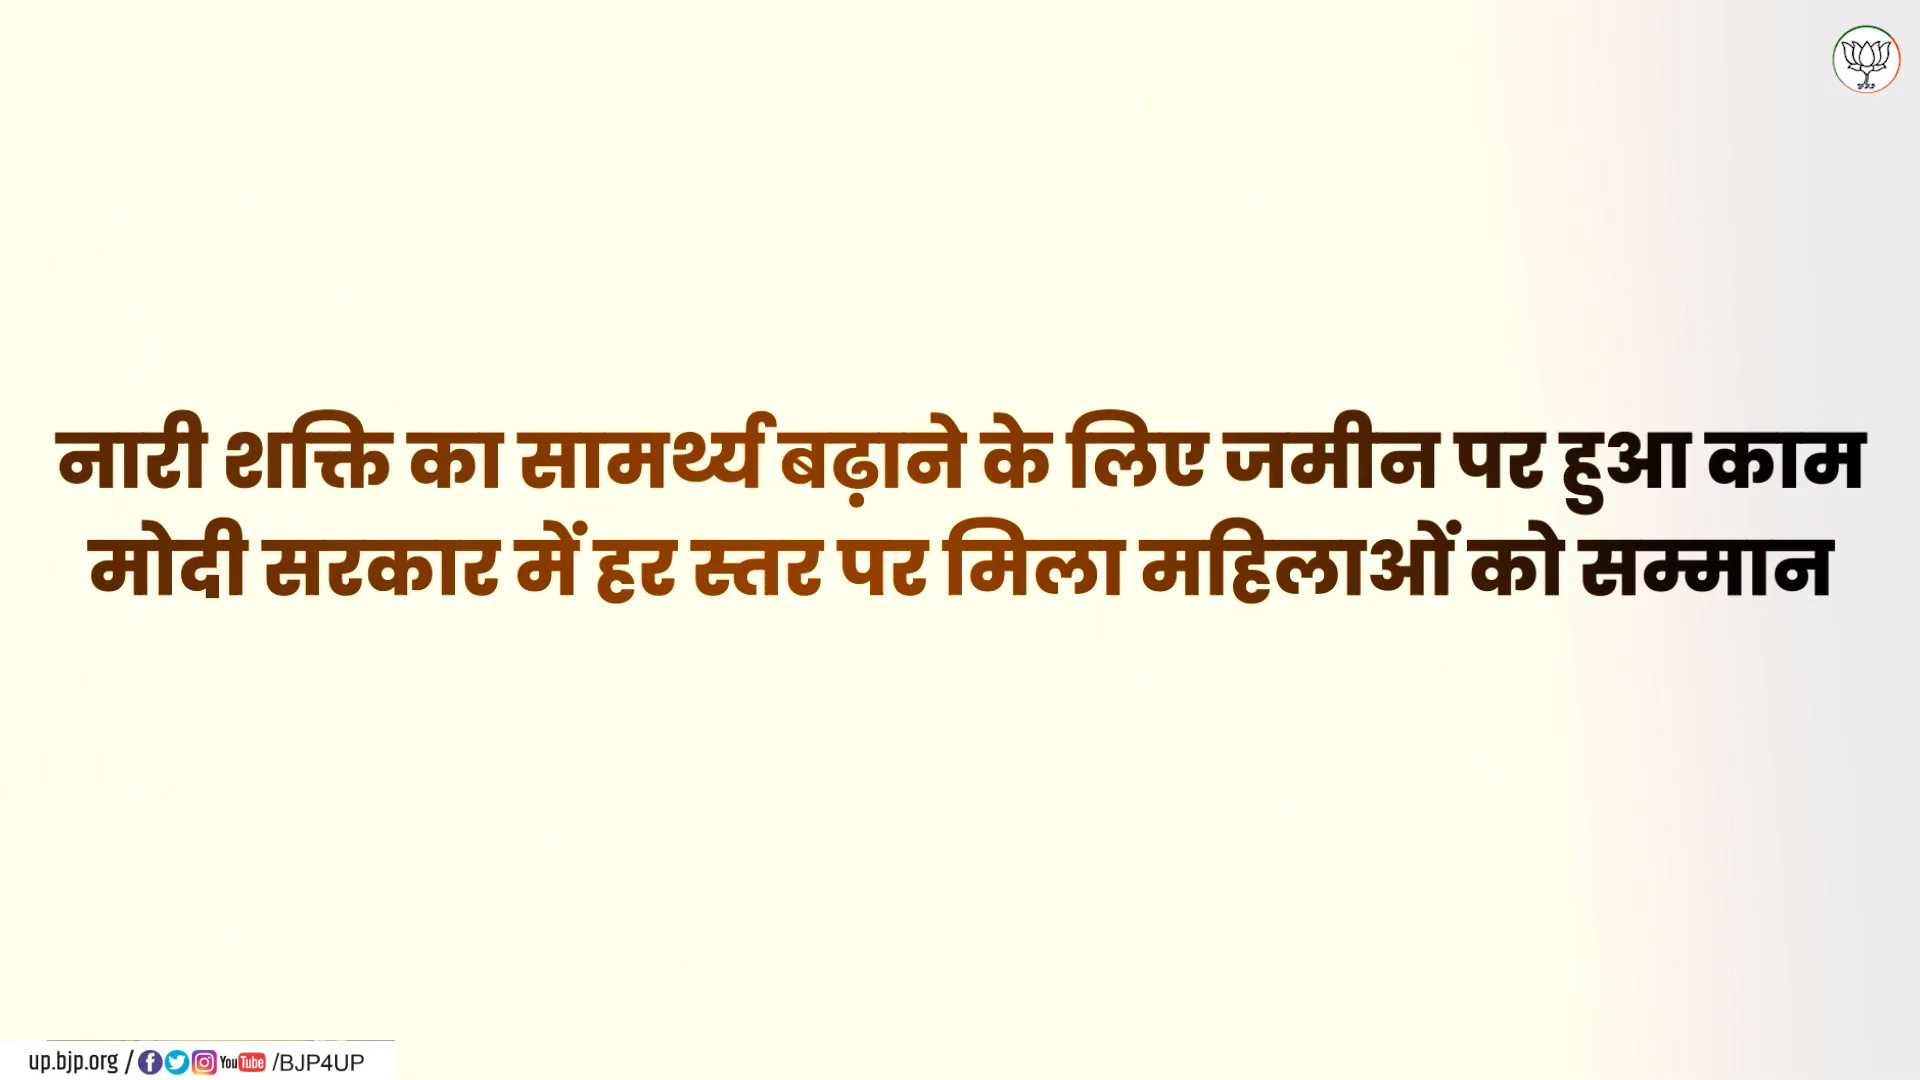 नारी शक्ति का सामर्थ्य बढ़ाने के लिए जमीन पर हुआ काम
मोदी सरकार में हर स्तर पर मिला महिलाओं को सम्मान
up.bjp.org / YouTube /BJP4UP